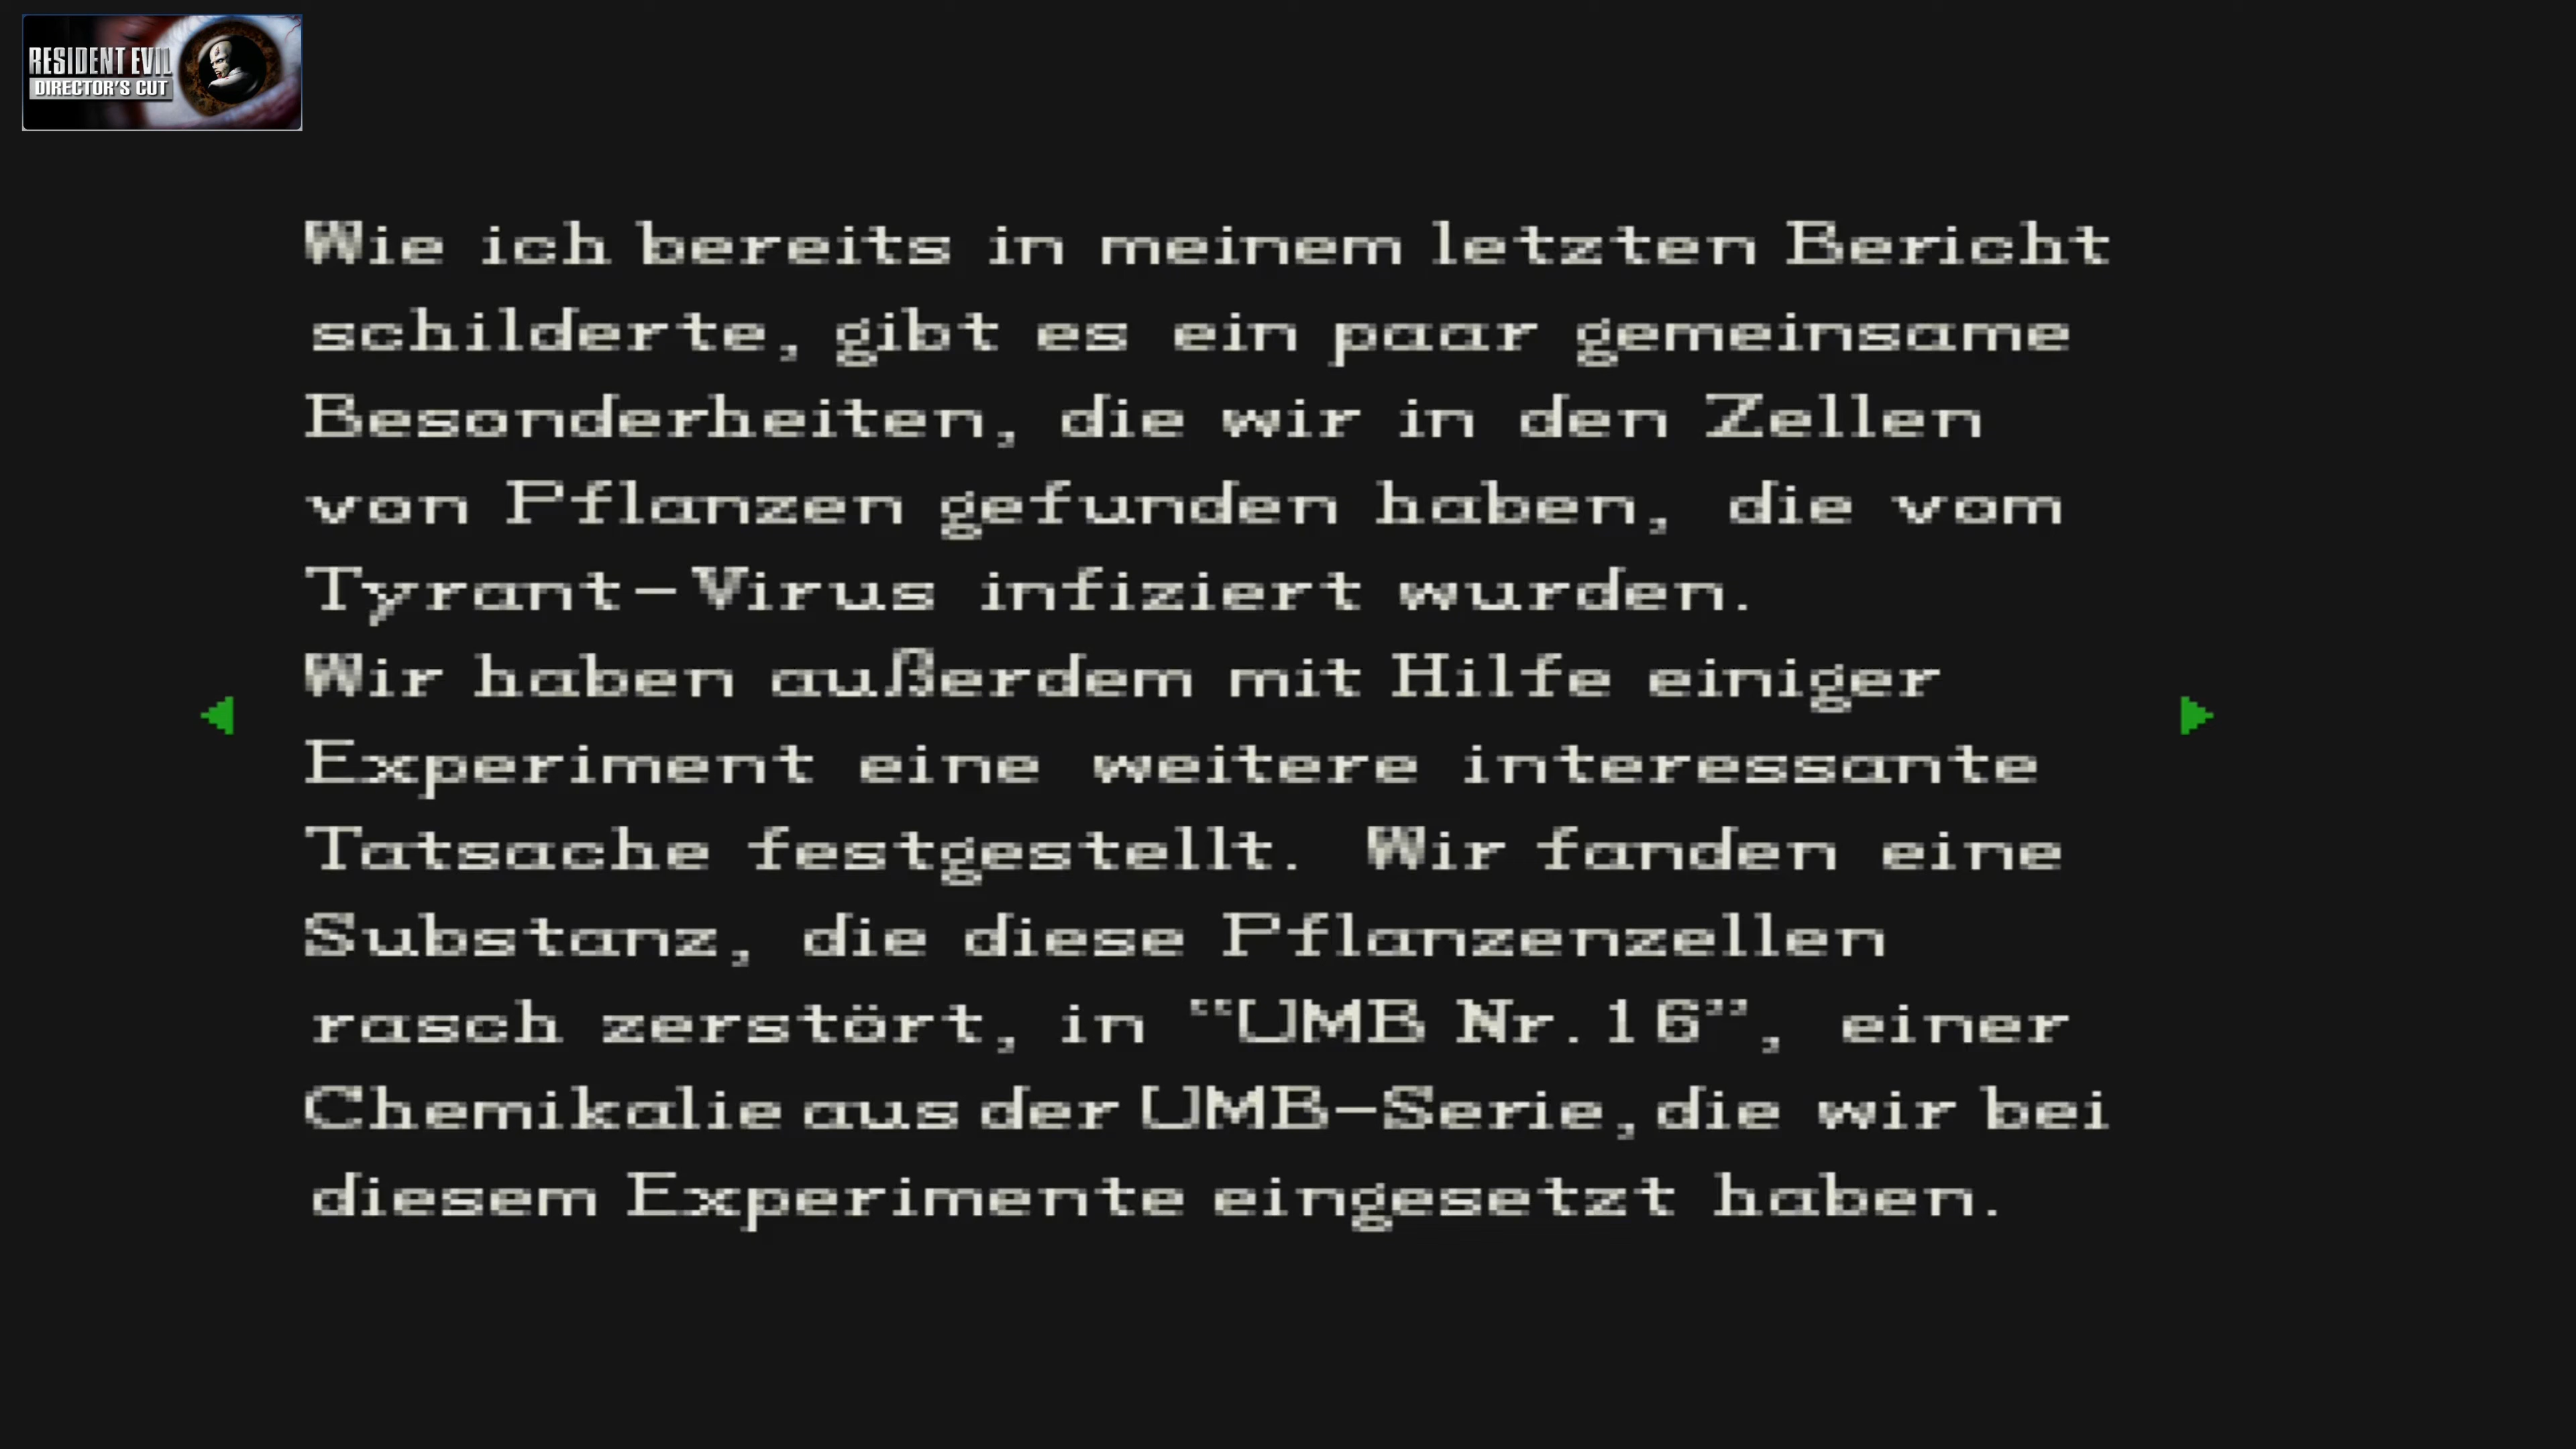 RESIDENT EVIL
DIRECTOR'S CUT
Wie ich bereits in meinem letzten Bericht
schilderte, gibt es ein paar gemeinsame
Besonderheiten, die wir in den Zellen
von Pflanzen gefunden haben, die vom
Tyrant-Virus infiziert wurden.
Wir haben außerdem mit Hilfe einiger
Experiment eine weitere interessante
Tatsache festgestellt. Wir fanden eine
Substanz, die diese Pflanzenzellen
rasch zerstört, in “UMB Nr.16”, einer
Chemikalie aus der UMB-Serie, die wir bei
diesem Experimente eingesetzt haben.